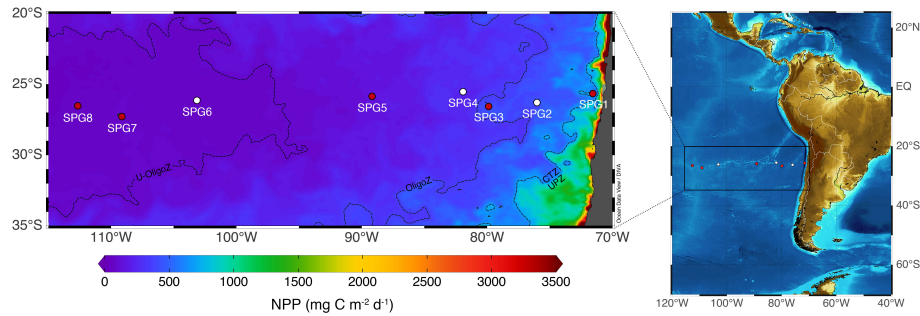 20°S
25°S
30°S
35°S
110°W
100°W
90°W
80°W
70°W
SPG8
SPG7
SPG6
SPG5
SPG4
SPG3
SPG2
SPG1
U-OligoZ
OligoZ
CTZ
UPZ
Ocean Data View / DIVA
0
500
1000
1500
2000
2500
3000
3500
NPP (mg C m⁻² d⁻¹)
20°N
EQ
20°S
40°S
60°S
120°W
100°W
80°W
60°W
40°W